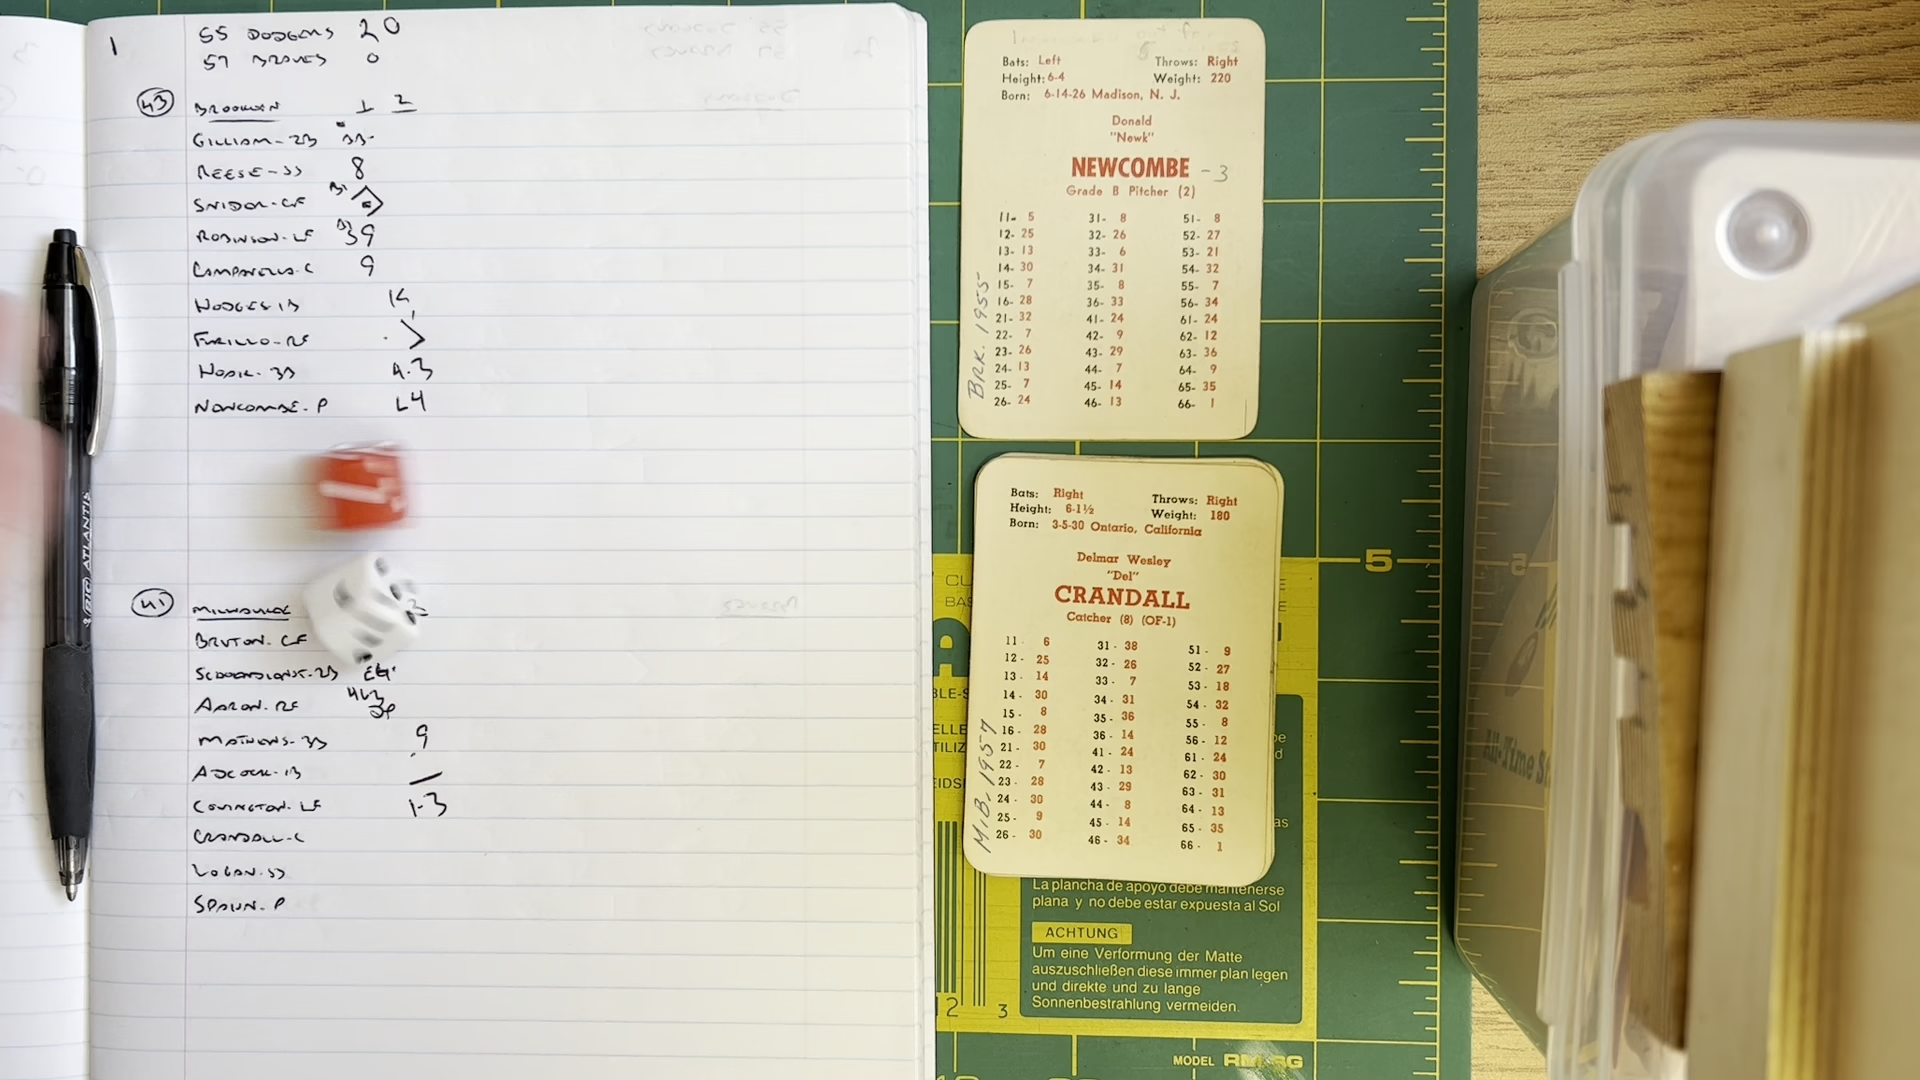 1
55 DODGERS 20
57 BRAVES 0
43 BROOKLYN 1 2
GILLIAM-2B BB
REESE-SS 8
SNIDER-CF
ROBINSON-LF 39
CAMPANELLA-C 9
HODGES-1B K
FURILLO-RF
HOAK-3B 4-3
NEWCOMBE-P L4
41 MILWAUKEE
BRUTON-CF
SCHOENDIENST-2B E4
AARON-RF
MATHEWS-3B 9
ADCOCK-1B
COVINGTON-LF 1-3
CRANDALL-C
LOGAN-SS
SPAHN-P
BIC ATLANTIS
Bats: Left Throws: Right
Height: 6-4 Weight: 220
Born: 6-14-26 Madison, N. J.
Donald
"Newk"
NEWCOMBE -3
Grade B Pitcher (2)
11- 5 31- 8 51- 8
12- 25 32- 26 52- 27
13- 13 33- 6 53- 21
14- 30 34- 31 54- 32
15- 7 35- 8 55- 7
16- 28 36- 33 56- 34
21- 32 41- 24 61- 24
22- 7 42- 9 62- 12
23- 26 43- 29 63- 36
24- 13 44- 7 64- 9
25- 7 45- 14 65- 35
26- 24 46- 13 66- 1
BRK. 1955
Bats: Right Throws: Right
Height: 6-1½ Weight: 180
Born: 3-5-30 Ontario, California
Delmar Wesley
"Del"
CRANDALL
Catcher (8) (OF-1)
11 - 6 31 - 38 51 - 9
12 - 25 32 - 26 52 - 27
13 - 14 33 - 7 53 - 18
14 - 30 34 - 31 54 - 32
15 - 8 35 - 36 55 - 8
16 - 28 36 - 14 56 - 12
21 - 30 41 - 24 61 - 24
22 - 7 42 - 13 62 - 30
23 - 28 43 - 29 63 - 31
24 - 30 44 - 8 64 - 13
25 - 9 45 - 14 65 - 35
26 - 30 46 - 34 66 - 1
MIL. 1957
5
La plancha de apoyo debe mantenerse
plana y no debe estar expuesta al Sol
ACHTUNG
Um eine Verformung der Matte
auszuschließen diese immer plan legen
und direkte und zu lange
Sonnenbestrahlung vermeiden.
12 3
MODEL
All-Time